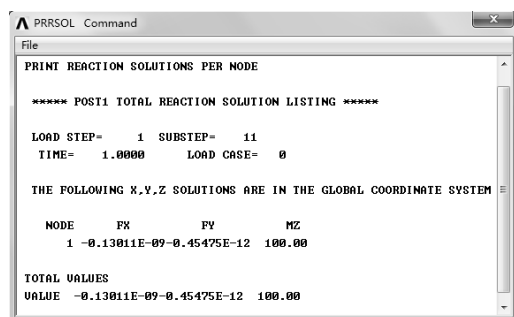 PRRSOL Command
File
PRINT REACTION SOLUTIONS PER NODE
***** POST1 TOTAL REACTION SOLUTION LISTING *****
LOAD STEP= 1 SUBSTEP= 11
TIME= 1.0000 LOAD CASE= 0
THE FOLLOWING X,Y,Z SOLUTIONS ARE IN THE GLOBAL COORDINATE SYSTEM
NODE FX FY MZ
1 -0.13011E-09-0.45475E-12 100.00
TOTAL VALUES
VALUE -0.13011E-09-0.45475E-12 100.00